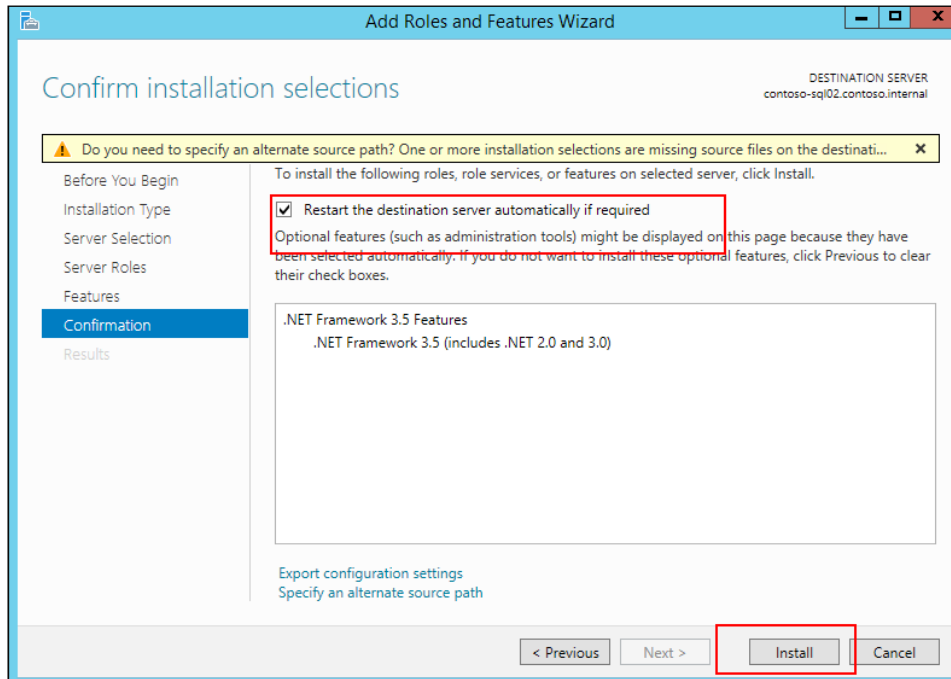 Add Roles and Features Wizard
Confirm installation selections
DESTINATION SERVER
contoso-sql02.contoso.internal
Do you need to specify an alternate source path? One or more installation selections are missing source files on the destinati...
Before You Begin
Installation Type
Server Selection
Server Roles
Features
Confirmation
Results
To install the following roles, role services, or features on selected server, click Install.
Restart the destination server automatically if required
Optional features (such as administration tools) might be displayed on this page because they have
been selected automatically. If you do not want to install these optional features, click Previous to clear
their check boxes.
.NET Framework 3.5 Features
.NET Framework 3.5 (includes .NET 2.0 and 3.0)
Export configuration settings
Specify an alternate source path
< Previous
Next >
Install
Cancel